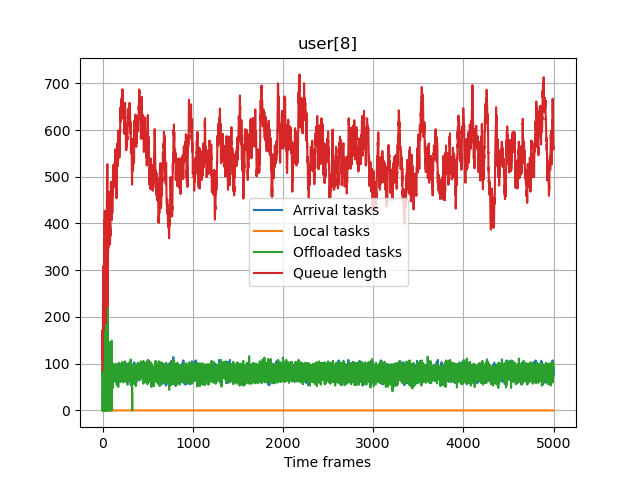 user[8]
700
600
500
400
300
200
100
0
Arrival tasks
Local tasks
Offloaded tasks
Queue length
0 1000 2000 3000 4000 5000
Time frames